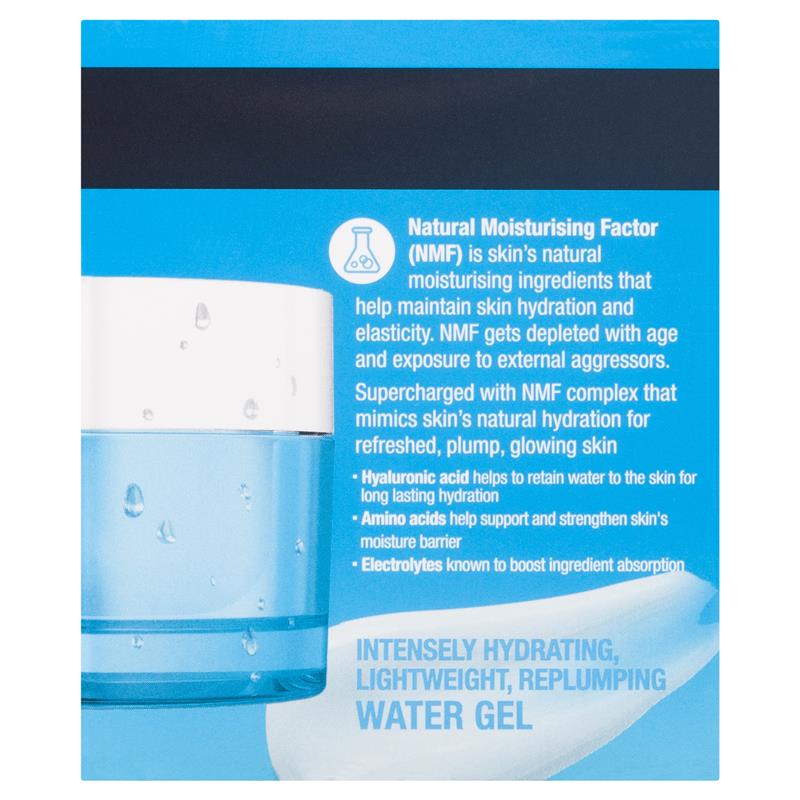 Natural Moisturising Factor
(NMF) is skin's natural
moisturising ingredients that
help maintain skin hydration and
elasticity. NMF gets depleted with age
and exposure to external aggressors.
Supercharged with NMF complex that
mimics skin's natural hydration for
refreshed, plump, glowing skin
· Hyaluronic acid helps to retain water to the skin for
long lasting hydration
· Amino acids help support and strengthen skin's
moisture barrier
· Electrolytes known to boost ingredient absorption
INTENSELY HYDRATING,
LIGHTWEIGHT, REPLUMPING
WATER GEL